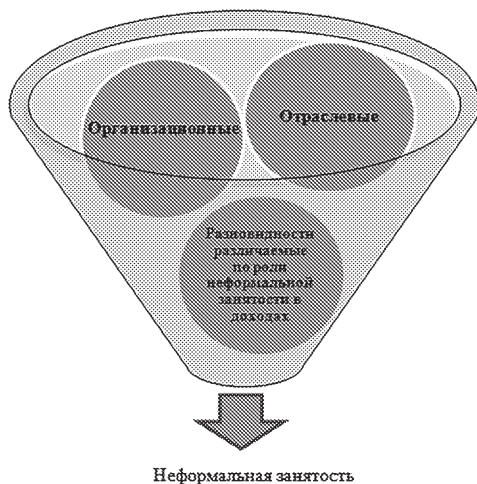 Организационные
Отраслевые
Разновидности
различаемые
по роли
неформальной
занятости в
доходах
Неформальная занятость